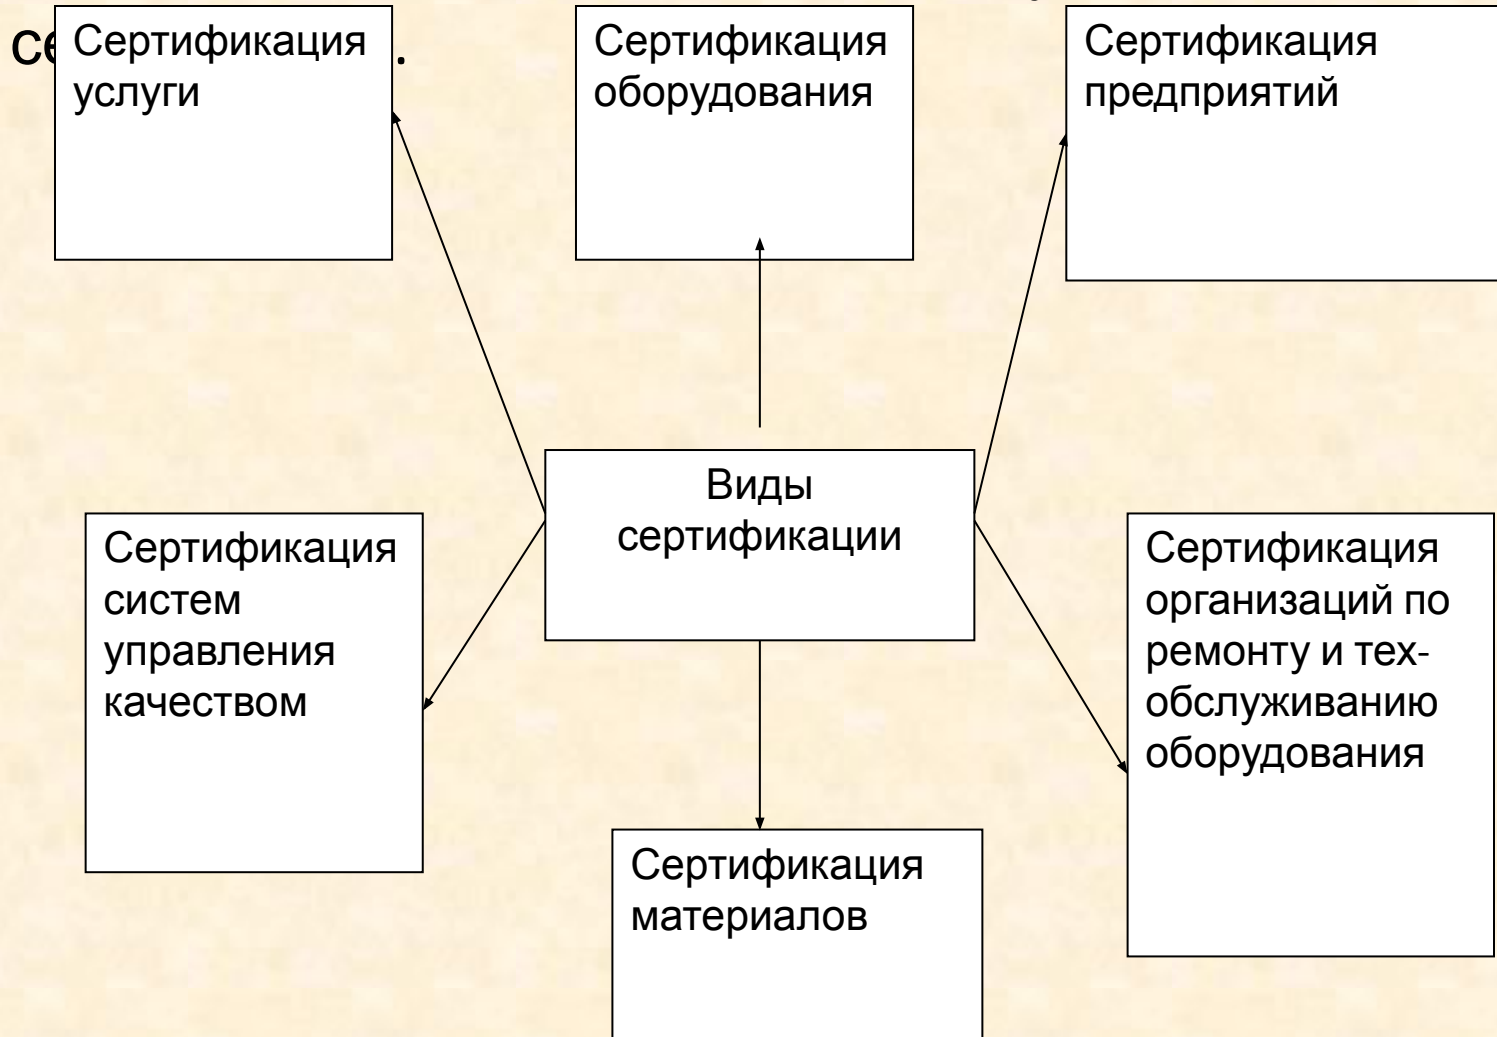 Сертификация
услуги
Сертификация
оборудования
Сертификация
предприятий
Виды
сертификации
Сертификация
систем
управления
качеством
Сертификация
организаций по
ремонту и тех-
обслуживанию
оборудования
Сертификация
материалов